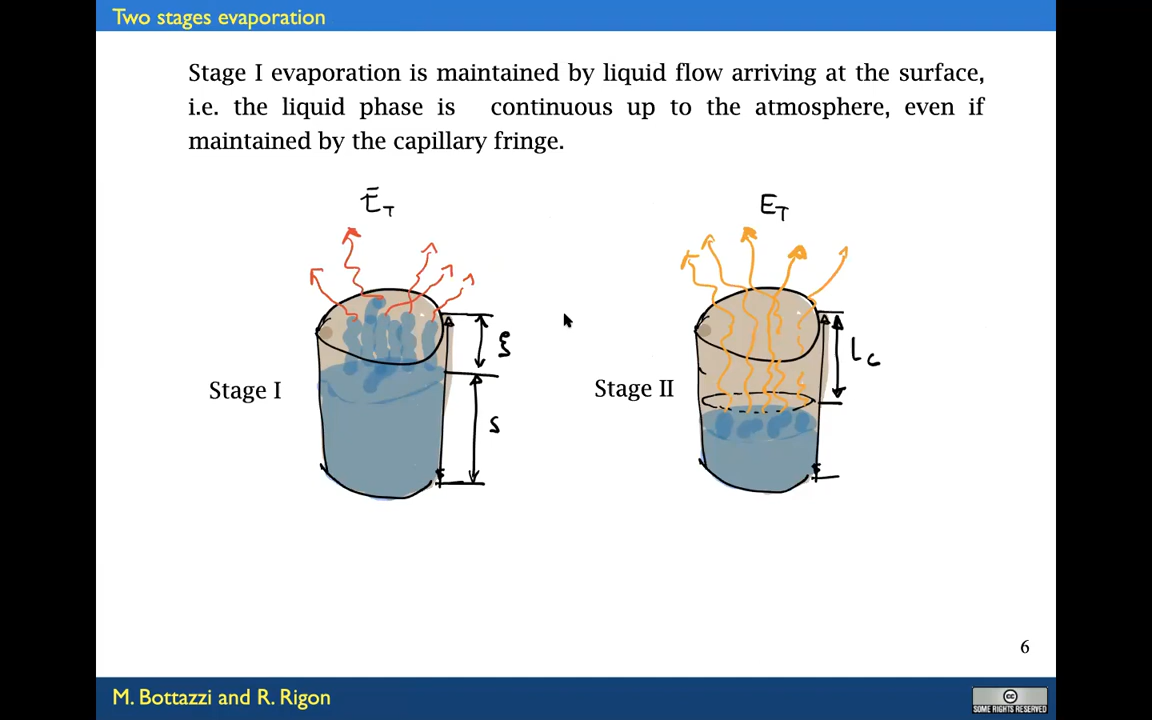 Two stages evaporation
Stage I evaporation is maintained by liquid flow arriving at the surface,
i.e. the liquid phase is continuous up to the atmosphere, even if
maintained by the capillary fringe.
E_T
E_T
ξ
L_c
Stage I
Stage II
S
6
M. Bottazzi and R. Rigon
cc
SOME RIGHTS RESERVED